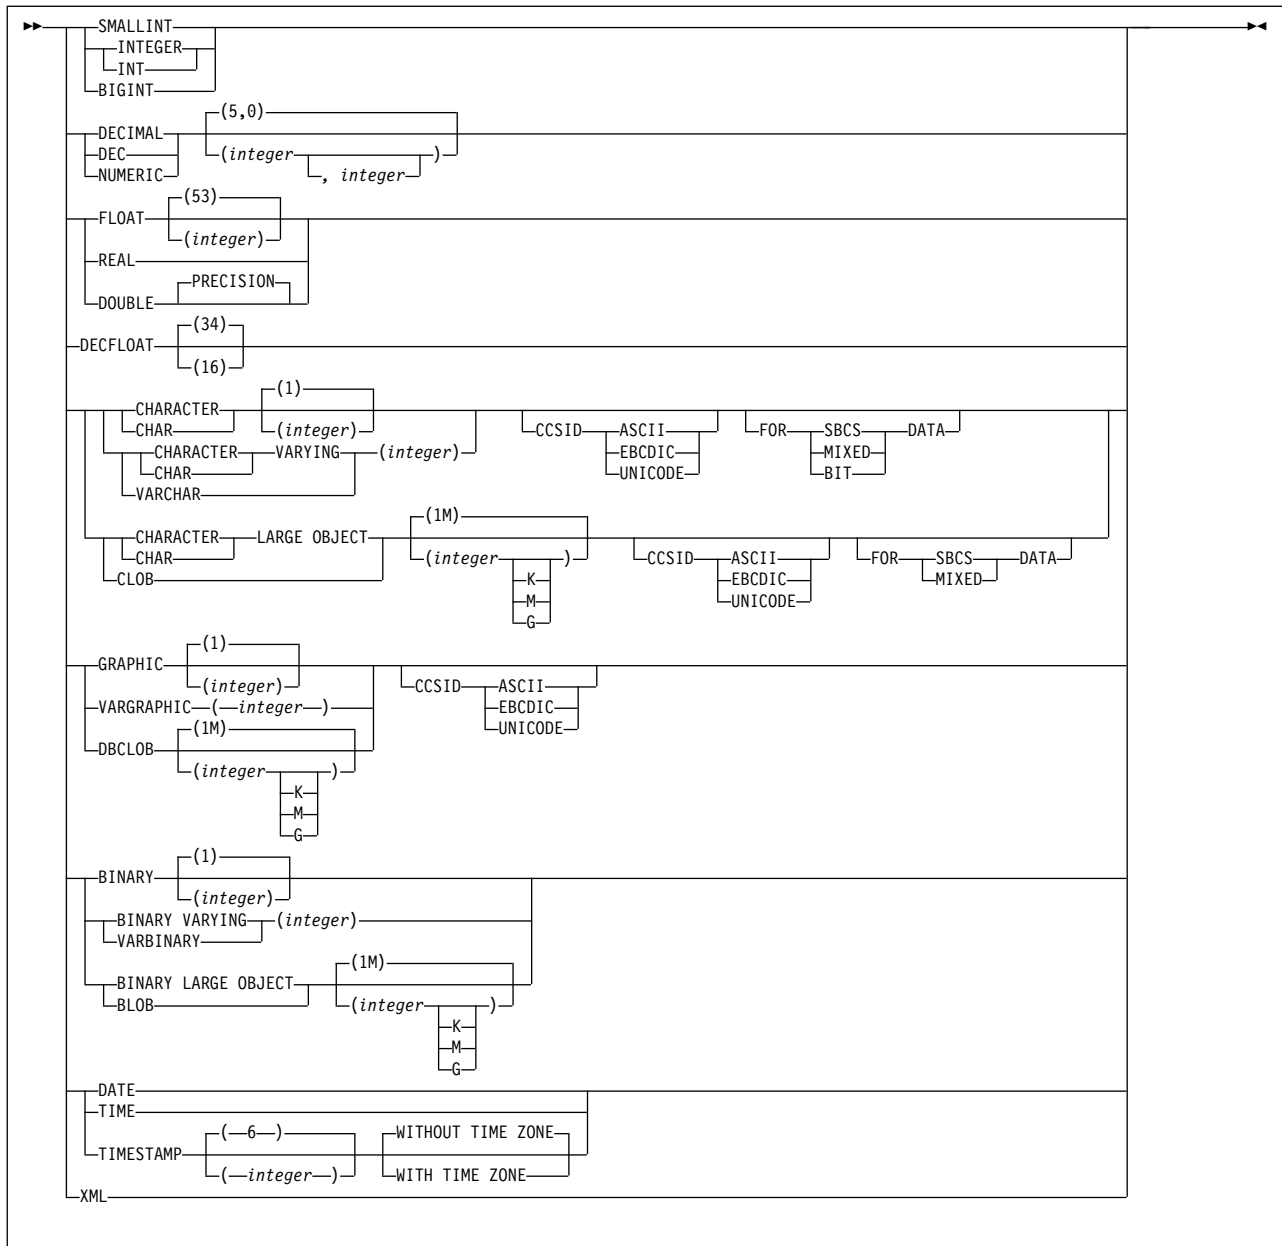 SMALLINT
INTEGER
INT
BIGINT
(5,0)
DECIMAL (integer , integer )
DEC
NUMERIC
(53)
FLOAT (integer)
REAL
PRECISION
DOUBLE
(34)
DECFLOAT (16)
(1)
CHARACTER (integer) CCSID ASCII FOR SBCS DATA
CHAR EBCDIC MIXED
CHARACTER VARYING (integer) UNICODE BIT
CHAR
VARCHAR
(1M)
CHARACTER LARGE OBJECT (integer ) CCSID ASCII FOR SBCS DATA
CHAR K EBCDIC MIXED
CLOB M UNICODE
G
(1)
GRAPHIC (integer) CCSID ASCII
VARGRAPHIC ( integer ) EBCDIC
(1M) UNICODE
DBCLOB (integer )
K
M
G
(1)
BINARY (integer)
BINARY VARYING (integer)
VARBINARY
(1M)
BINARY LARGE OBJECT (integer )
BLOB K
M
G
DATE
TIME
( 6 ) WITHOUT TIME ZONE
TIMESTAMP ( integer ) WITH TIME ZONE
XML